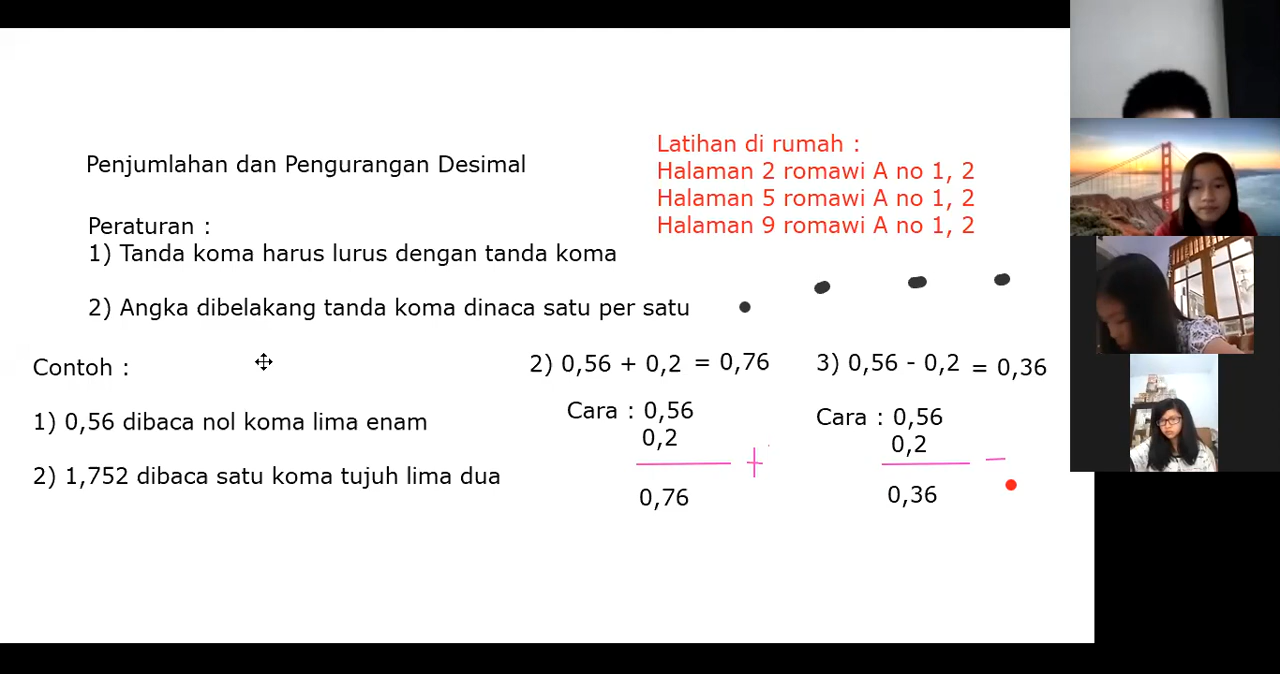 Penjumlahan dan Pengurangan Desimal
Peraturan :
1) Tanda koma harus lurus dengan tanda koma
2) Angka dibelakang tanda koma dinaca satu per satu
Latihan di rumah :
Halaman 2 romawi A no 1, 2
Halaman 5 romawi A no 1, 2
Halaman 9 romawi A no 1, 2
Contoh :
1) 0,56 dibaca nol koma lima enam
2) 1,752 dibaca satu koma tujuh lima dua
2) 0,56 + 0,2 = 0,76
Cara : 0,56
0,2
+
0,76
3) 0,56 - 0,2 = 0,36
Cara : 0,56
0,2
-
0,36